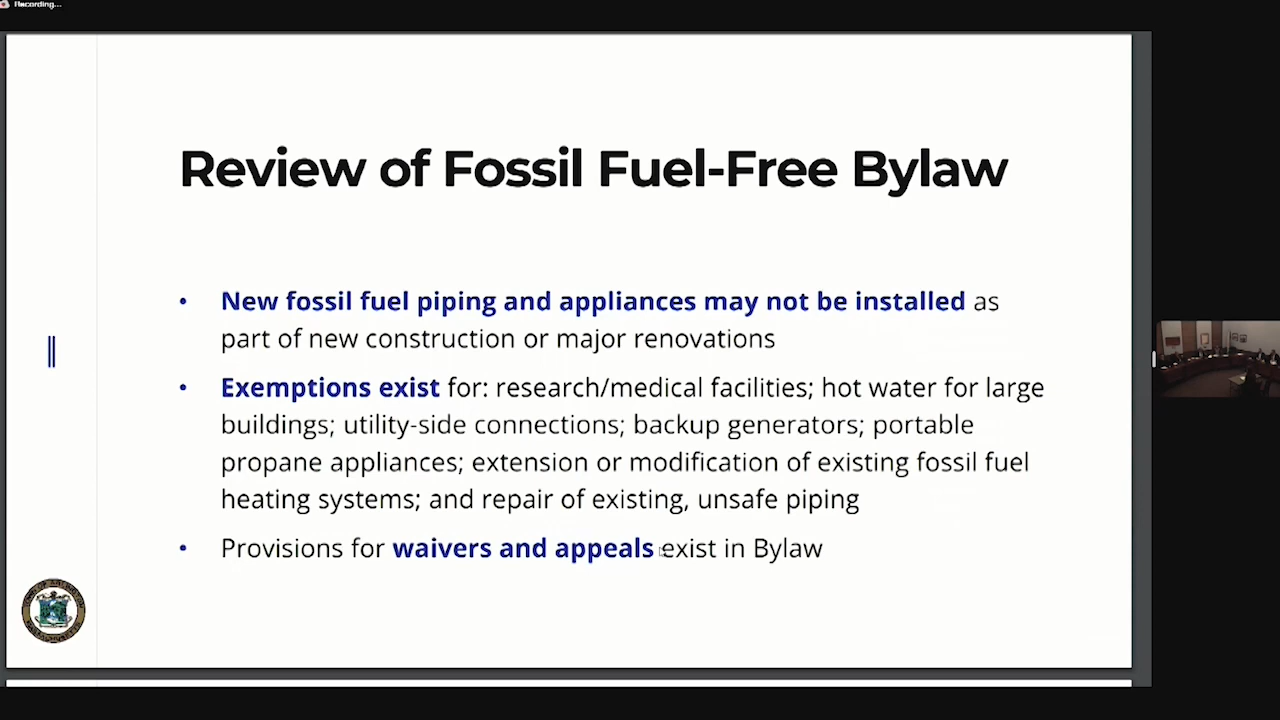 Recording...
Review of Fossil Fuel-Free Bylaw
• New fossil fuel piping and appliances may not be installed as
part of new construction or major renovations
• Exemptions exist for: research/medical facilities; hot water for large
buildings; utility-side connections; backup generators; portable
propane appliances; extension or modification of existing fossil fuel
heating systems; and repair of existing, unsafe piping
• Provisions for waivers and appeals exist in Bylaw